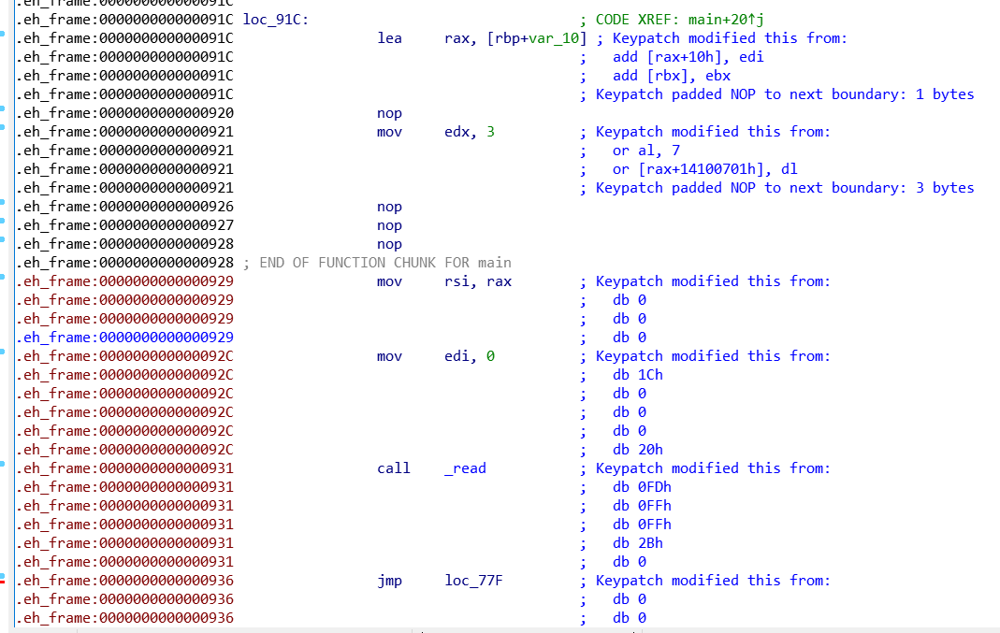 .eh_frame:000000000000091C
.eh_frame:000000000000091C loc_91C: ; CODE XREF: main+20↑j
.eh_frame:000000000000091C lea rax, [rbp+var_10] ; Keypatch modified this from:
.eh_frame:000000000000091C ; add [rax+10h], edi
.eh_frame:000000000000091C ; add [rbx], ebx
.eh_frame:000000000000091C ; Keypatch padded NOP to next boundary: 1 bytes
.eh_frame:0000000000000920 nop
.eh_frame:0000000000000921 mov edx, 3 ; Keypatch modified this from:
.eh_frame:0000000000000921 ; or al, 7
.eh_frame:0000000000000921 ; or [rax+14100701h], dl
.eh_frame:0000000000000921 ; Keypatch padded NOP to next boundary: 3 bytes
.eh_frame:0000000000000926 nop
.eh_frame:0000000000000927 nop
.eh_frame:0000000000000928 nop
.eh_frame:0000000000000928 ; END OF FUNCTION CHUNK FOR main
.eh_frame:0000000000000929 mov rsi, rax ; Keypatch modified this from:
.eh_frame:0000000000000929 ; db 0
.eh_frame:0000000000000929 ; db 0
.eh_frame:0000000000000929 ; db 0
.eh_frame:000000000000092C mov edi, 0 ; Keypatch modified this from:
.eh_frame:000000000000092C ; db 1Ch
.eh_frame:000000000000092C ; db 0
.eh_frame:000000000000092C ; db 0
.eh_frame:000000000000092C ; db 0
.eh_frame:000000000000092C ; db 20h
.eh_frame:0000000000000931 call _read ; Keypatch modified this from:
.eh_frame:0000000000000931 ; db 0FDh
.eh_frame:0000000000000931 ; db 0FFh
.eh_frame:0000000000000931 ; db 0FFh
.eh_frame:0000000000000931 ; db 2Bh
.eh_frame:0000000000000931 ; db 0
.eh_frame:0000000000000936 jmp loc_77F ; Keypatch modified this from:
.eh_frame:0000000000000936 ; db 0
.eh_frame:0000000000000936 ; db 0